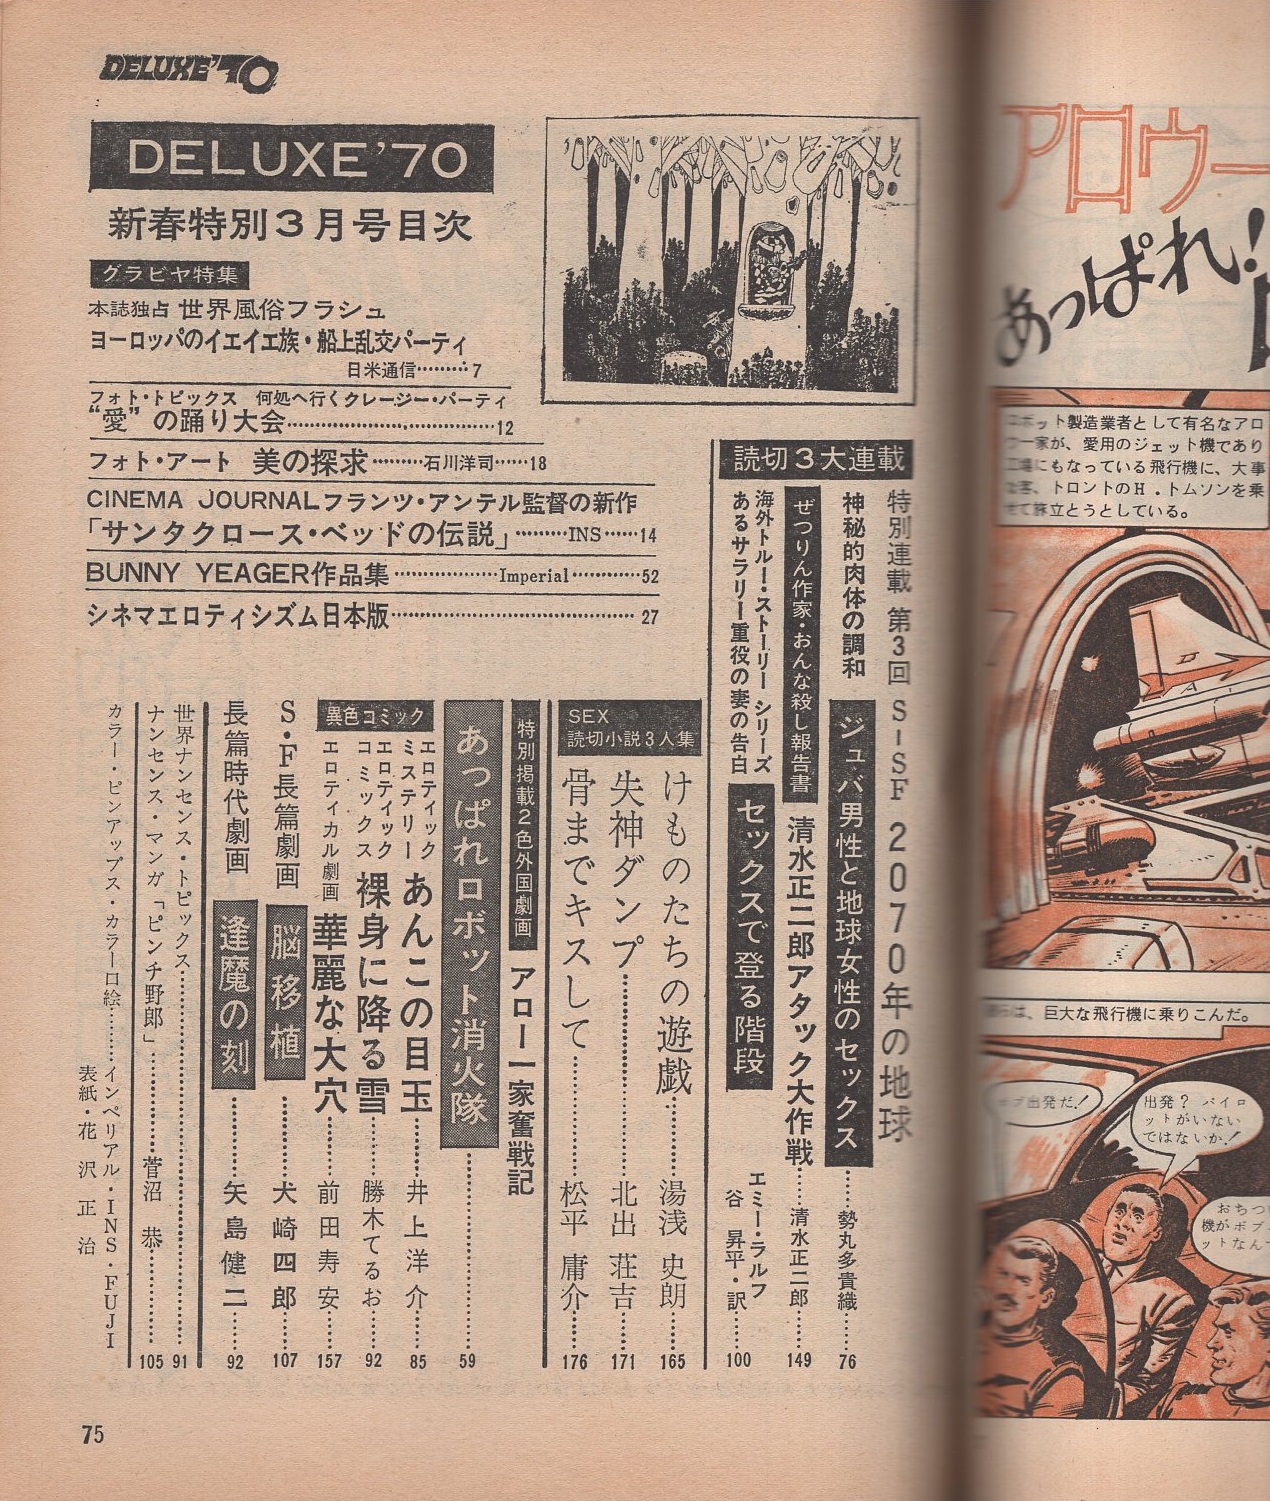 DELUXE'70
DELUXE'70
新春特別3月号目次
グラビヤ特集
本誌独占 世界風俗フラシュ
ヨーロッパのイエイエ族・船上乱交パーティ
日米通信………7
フォト・トピックス 何処へ行くクレージー・パーティ
“愛”の踊り大会……………………………12
フォト・アート 美の探求………石川洋司……18
CINEMA JOURNALフランツ・アンテル監督の新作
「サンタクロース・ベッドの伝説」………INS……14
BUNNY YEAGER作品集………………Imperial…………52
シネマエロティシズム日本版……………………………27
読切3大連載
特別連載 第3回 S-SF 2070年の地球
神秘的肉体の調和 ジュバ男性と地球女性のセックス……勢丸多貴織……76
ぜつりん作家・おんな殺し報告書 清水正二郎アタック大作戦……清水正二郎……149
海外トルー・ストーリー シリーズ
あるサラリー重役の妻の告白 セックスで登る階段
エミー・ラルフ
谷 昇平・訳……100
SEX
読切小説3人集
けものたちの遊戯………湯浅 史朗……165
失神ダンプ………………北出 荘吉……171
骨までキスして…………松平 庸介……176
特別掲載2色外国劇画 アロー一家奮戦記
あっぱれロボット消火隊………………………59
異色コミック
エロティック
ミステリー あんこの目玉………井上洋介……85
エロティック
コミックス 裸身に降る雪………勝木てるお……92
エロティカル劇画 華麗な大穴………前田寿安……157
S・F長篇劇画 脳移植…………犬崎四郎……107
長篇時代劇画 逢魔の刻…………矢島健二……92
世界ナンセンス・トピックス………………………………91
ナンセンス・マンガ「ピンチ野郎」…………菅沼 恭…………105
カラー・ピンアップス・カラー口絵………インペリアル・INS・FUJI
表紙・花沢正治
75
アロウー
あっぱれ!
ロボット製造業者として有名なアロ
ウ一家が、愛用のジェット機であり
工場にもなっている飛行機に、大事
な客、トロントのH.トムソンを乗
せて旅立とうとしている。
は、巨大な飛行機に乗りこんだ。
出発だ!
出発? パイロ
ットがいない
ではないか!
おちつ
機がボブ
ットなん